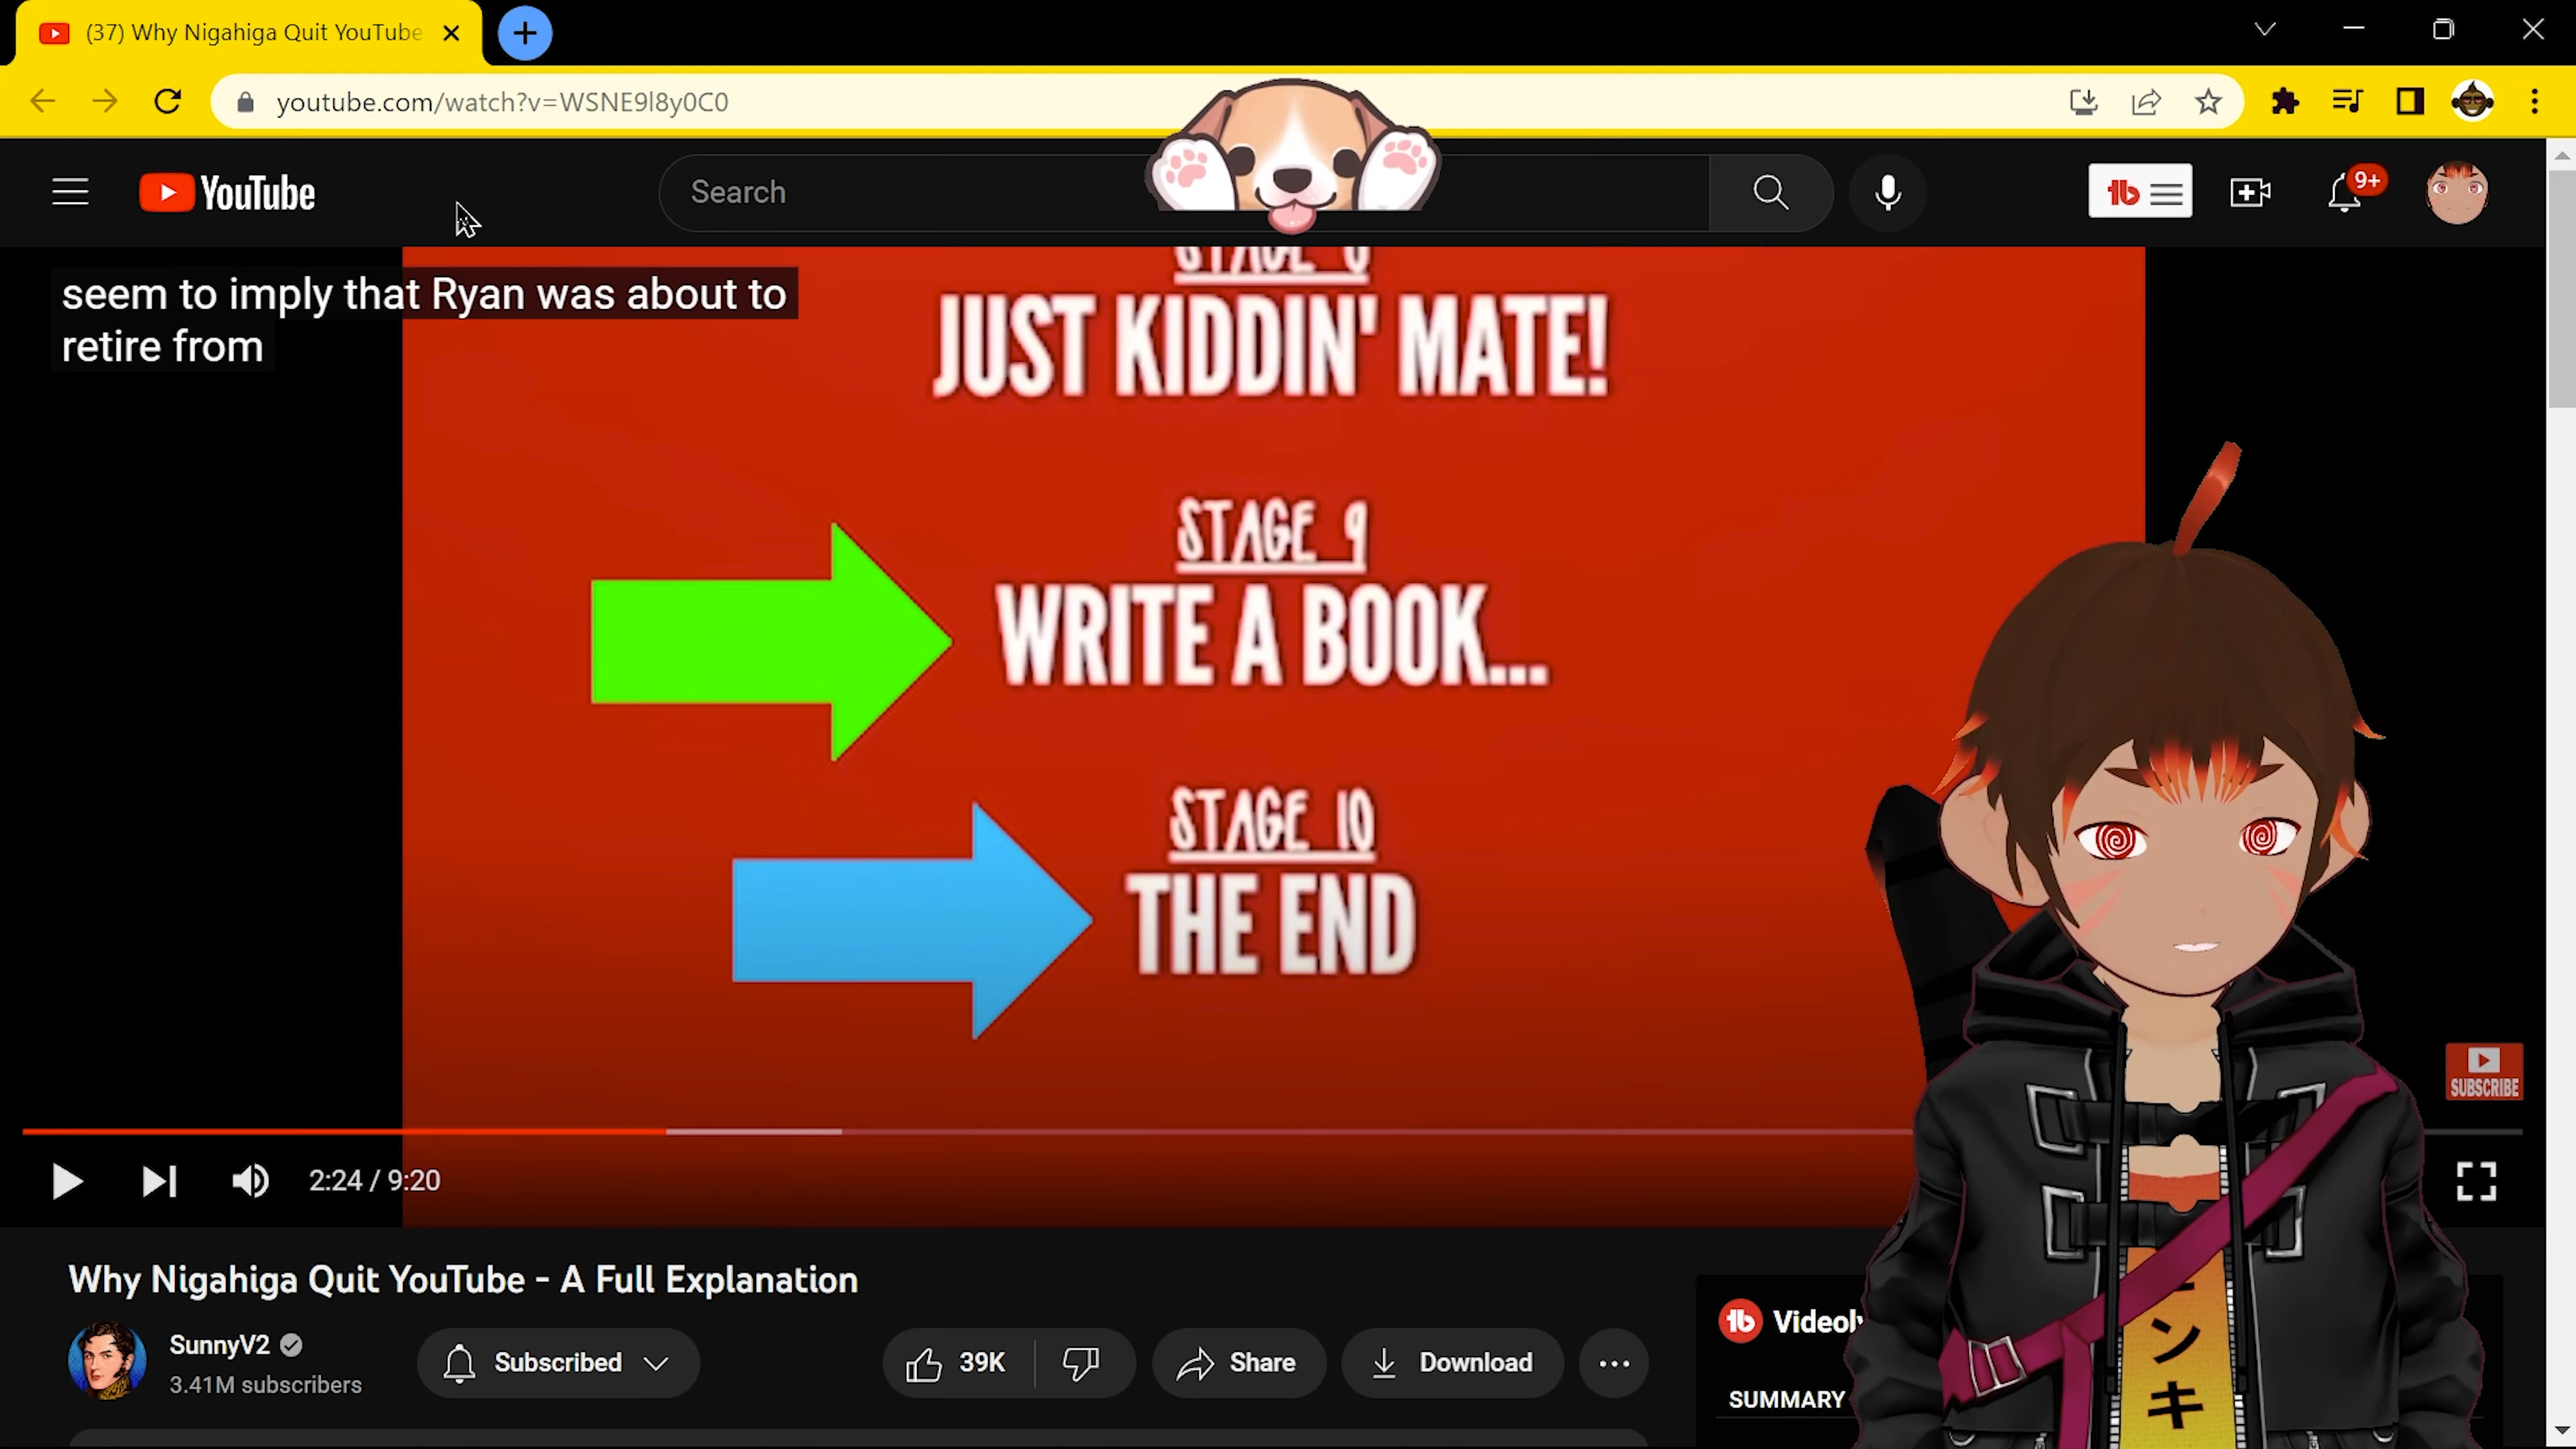 (37) Why Nigahiga Quit YouTube
youtube.com/watch?v=WSNE9l8y0C0
YouTube
Search
9+
seem to imply that Ryan was about to
retire from
JUST KIDDIN' MATE!
STAGE 9
WRITE A BOOK...
STAGE 10
THE END
SUBSCRIBE
2:24 / 9:20
Why Nigahiga Quit YouTube - A Full Explanation
SunnyV2
3.41M subscribers
Subscribed
39K
Share
Download
SUMMARY
ンキ